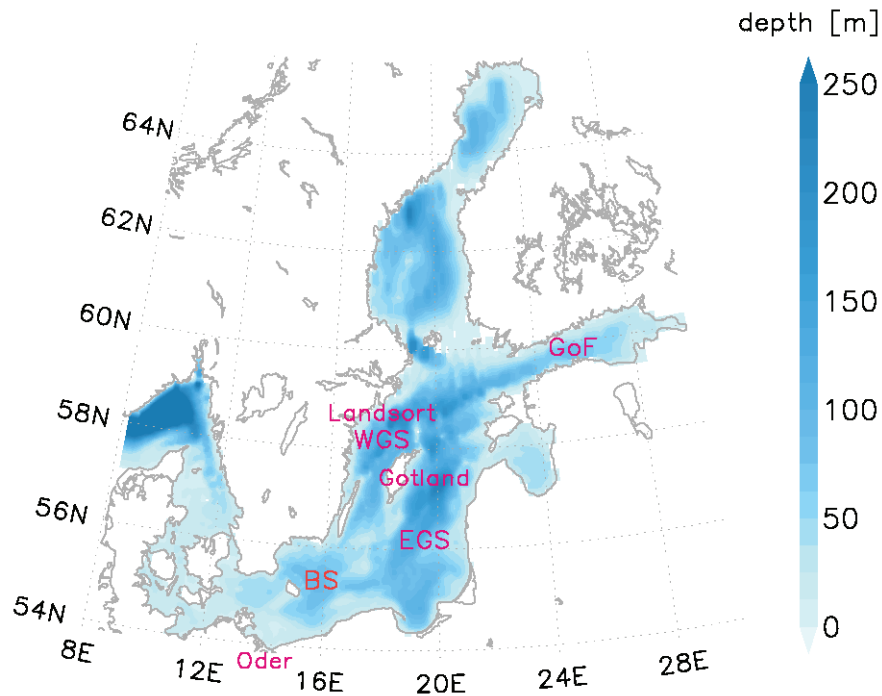 depth [m]
250
200
150
100
50
0
64N
62N
60N
58N
56N
54N
8E
12E
16E
20E
24E
28E
GoF
Landsort
WGS
Gotland
EGS
BS
Oder